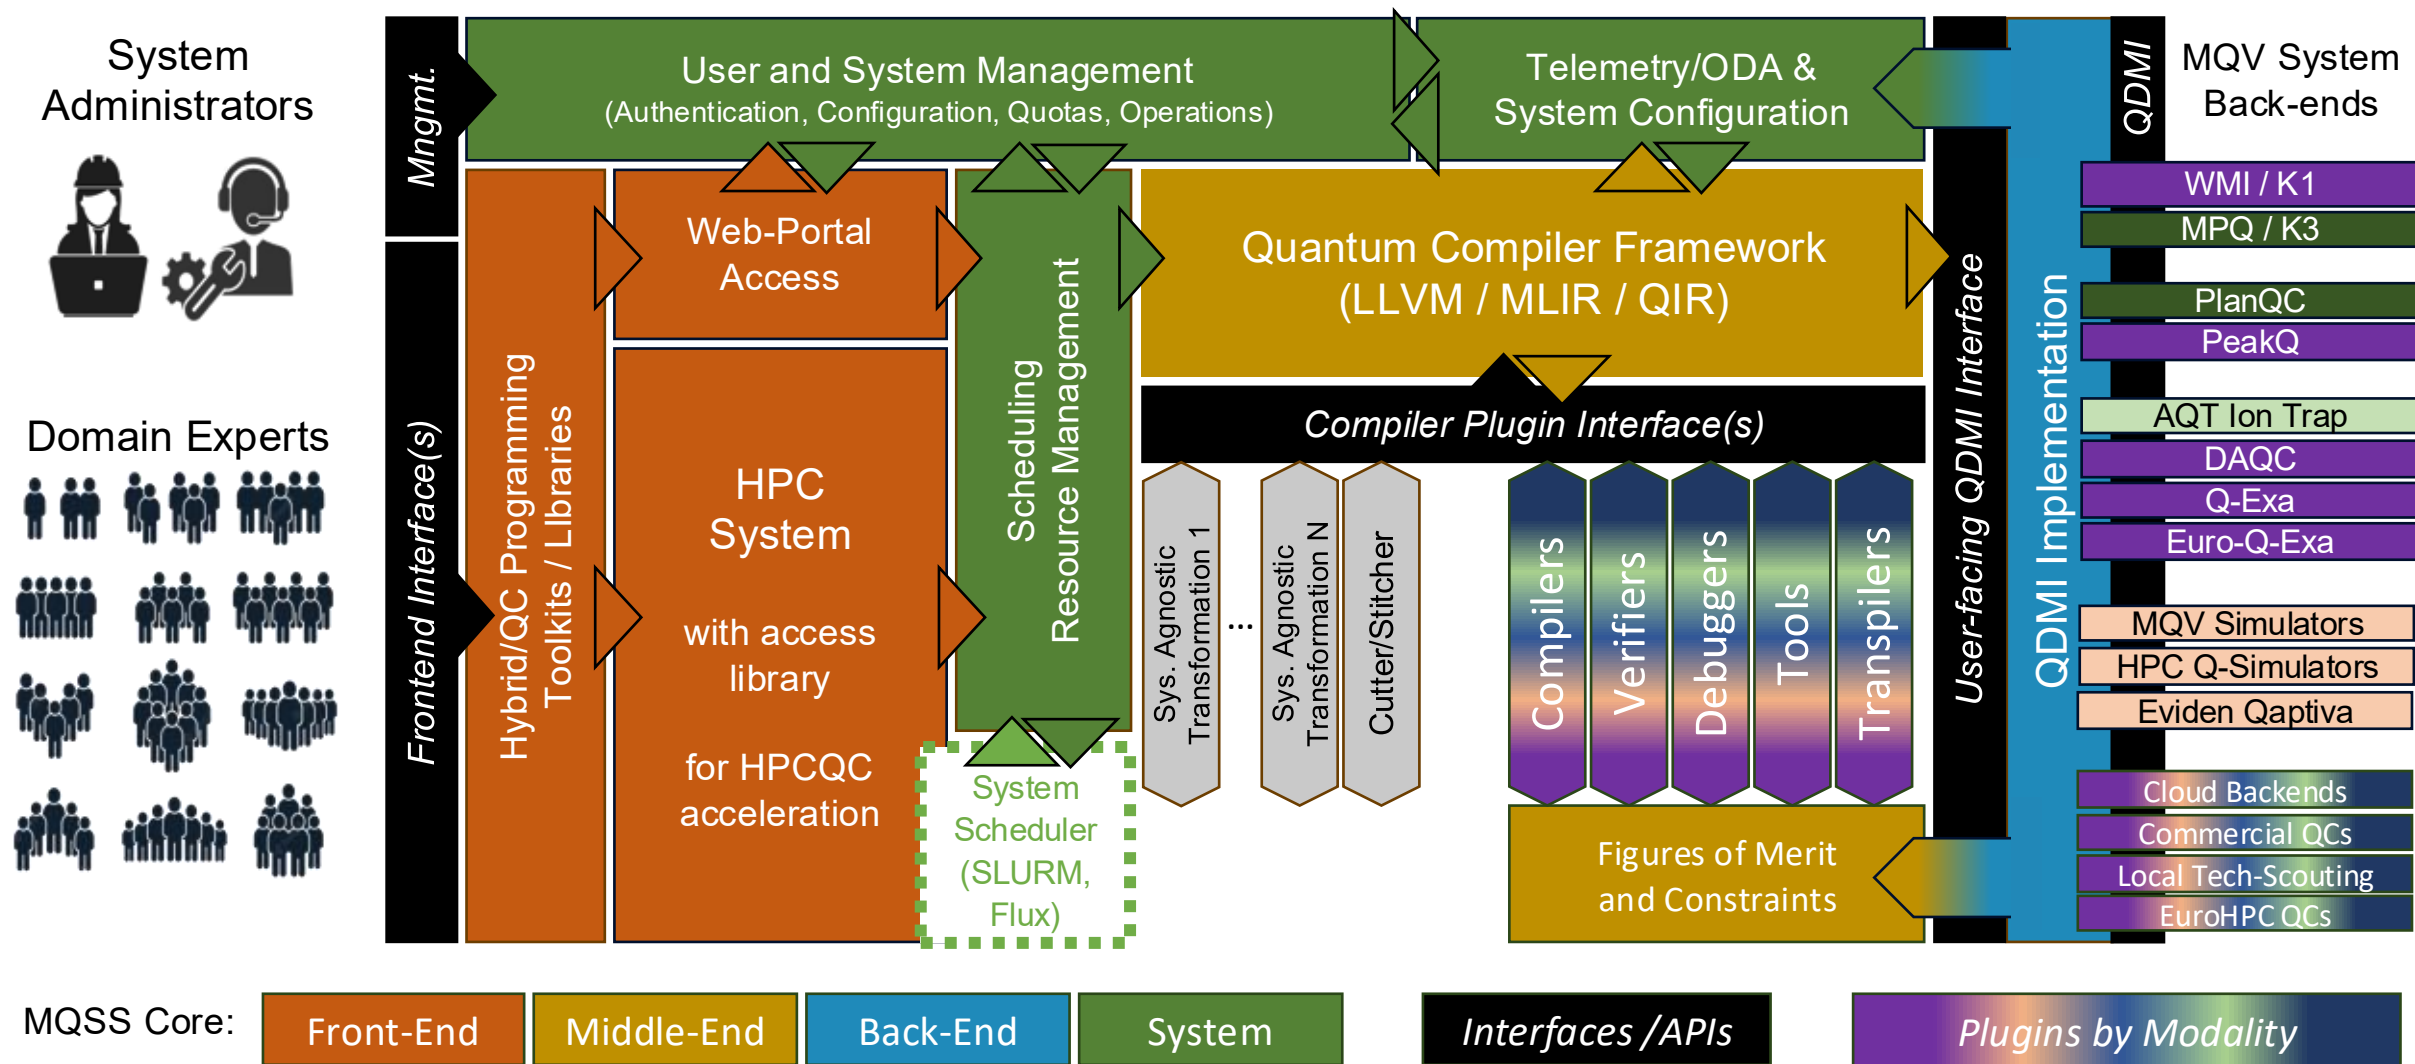 System
Administrators
Domain Experts
Mngmt.
Frontend Interface(s)
User and System Management
(Authentication, Configuration, Quotas, Operations)
Telemetry/ODA &
System Configuration
Hybrid/QC Programming
Toolkits / LIbraries
Web-Portal
Access
HPC
System
with access
library
for HPCQC
acceleration
Scheduling
Resource Management
System
Scheduler
(SLURM,
Flux)
Quantum Compiler Framework
(LLVM / MLIR / QIR)
Compiler Plugin Interface(s)
Sys. Agnostic
Transformation 1
...
Sys. Agnostic
Transformation N
Cutter/Stitcher
Compilers
Verifiers
Debuggers
Tools
Transpilers
Figures of Merit
and Constraints
User-facing QDMI Interface
QDMI Implementation
QDMI
MQV System
Back-ends
WMI / K1
MPQ / K3
PlanQC
PeakQ
AQT Ion Trap
DAQC
Q-Exa
Euro-Q-Exa
MQV Simulators
HPC Q-Simulators
Eviden Qaptiva
Cloud Backends
Commercial QCs
Local Tech-Scouting
EuroHPC QCs
MQSS Core:
Front-End
Middle-End
Back-End
System
Interfaces /APIs
Plugins by Modality